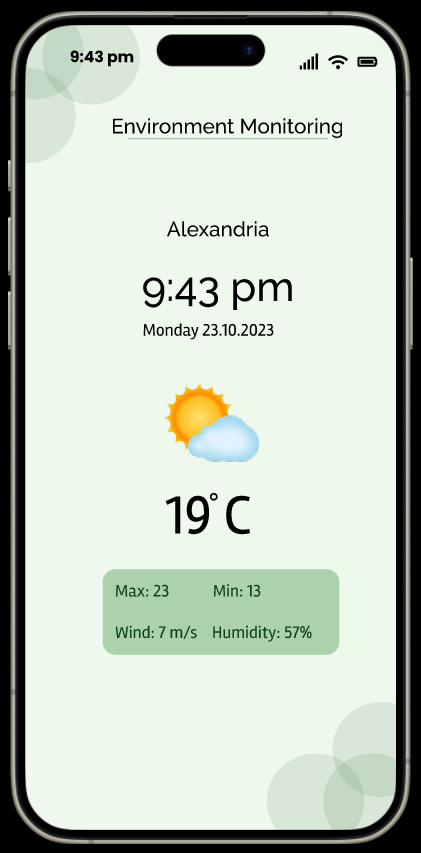 9:43 pm
Environment Monitoring
Alexandria
9:43 pm
Monday 23.10.2023
19°C
Max: 23 Min: 13
Wind: 7 m/s Humidity: 57%